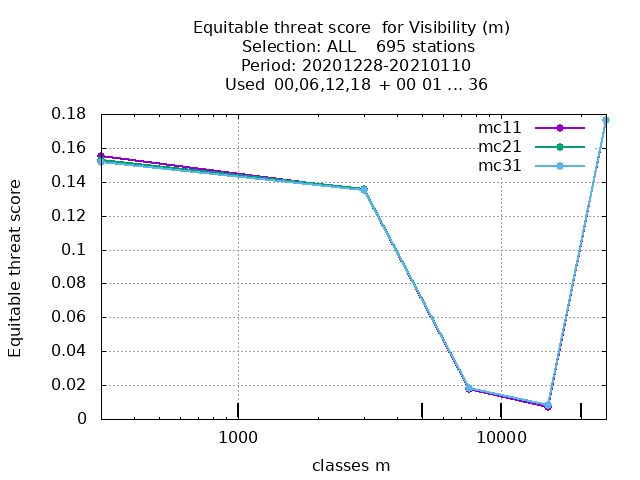 Equitable threat score  for Visibility (m)
Selection: ALL    695 stations
Period: 20201228-20210110
Used  00,06,12,18  + 00 01 ... 36
mc11
mc21
mc31
Equitable threat score
0.18
0.16
0.14
0.12
0.1
0.08
0.06
0.04
0.02
0
1000
10000
classes m